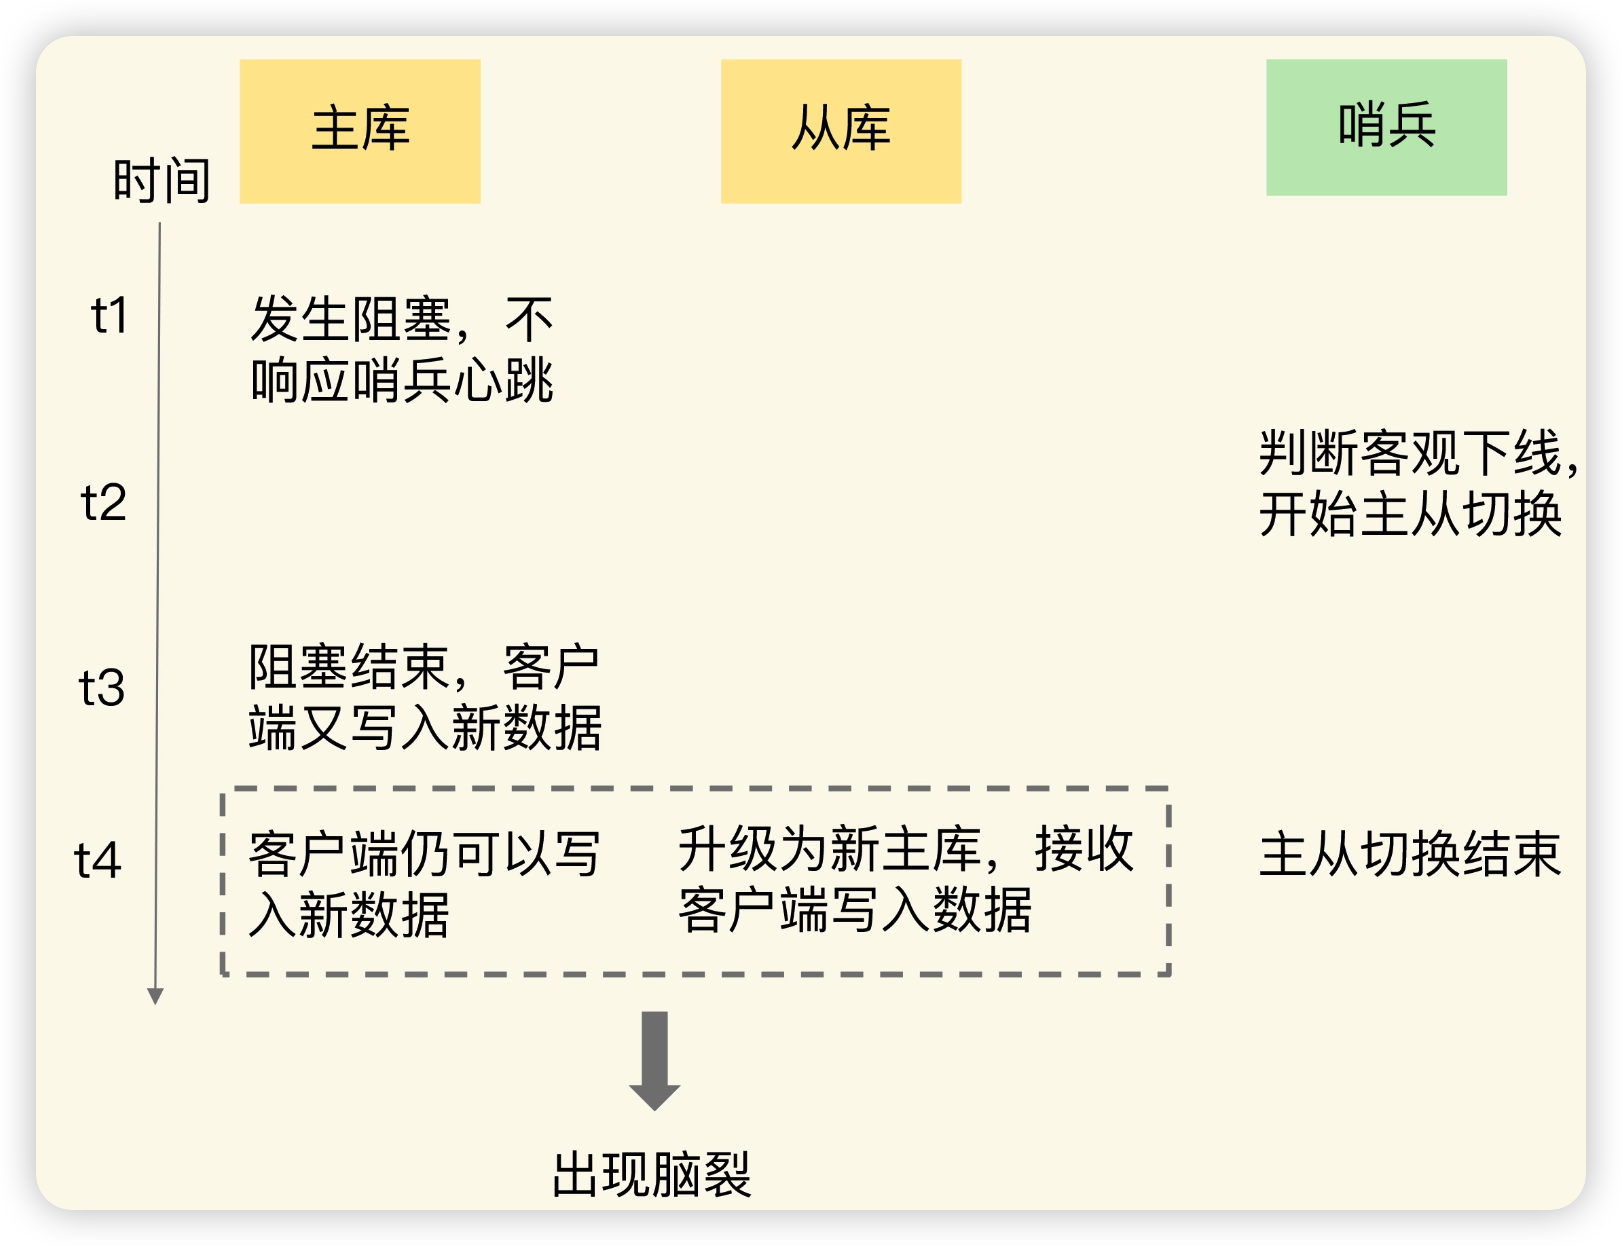 主库
从库
哨兵
时间
t1
发生阻塞，不
响应哨兵心跳
t2
判断客观下线，
开始主从切换
t3
阻塞结束，客户
端又写入新数据
t4
客户端仍可以写
入新数据
升级为新主库，接收
客户端写入数据
主从切换结束
出现脑裂